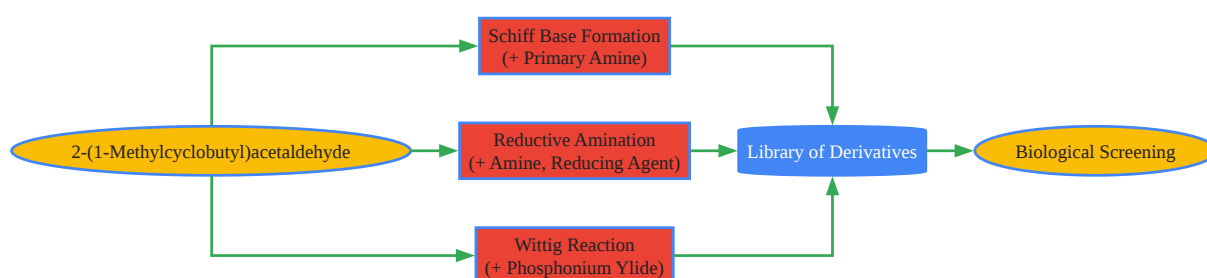 Schiff Base Formation
(+ Primary Amine)
2-(1-Methylcyclobutyl)acetaldehyde
Reductive Amination
(+ Amine, Reducing Agent)
Library of Derivatives
Biological Screening
Wittig Reaction
(+ Phosphonium Ylide)